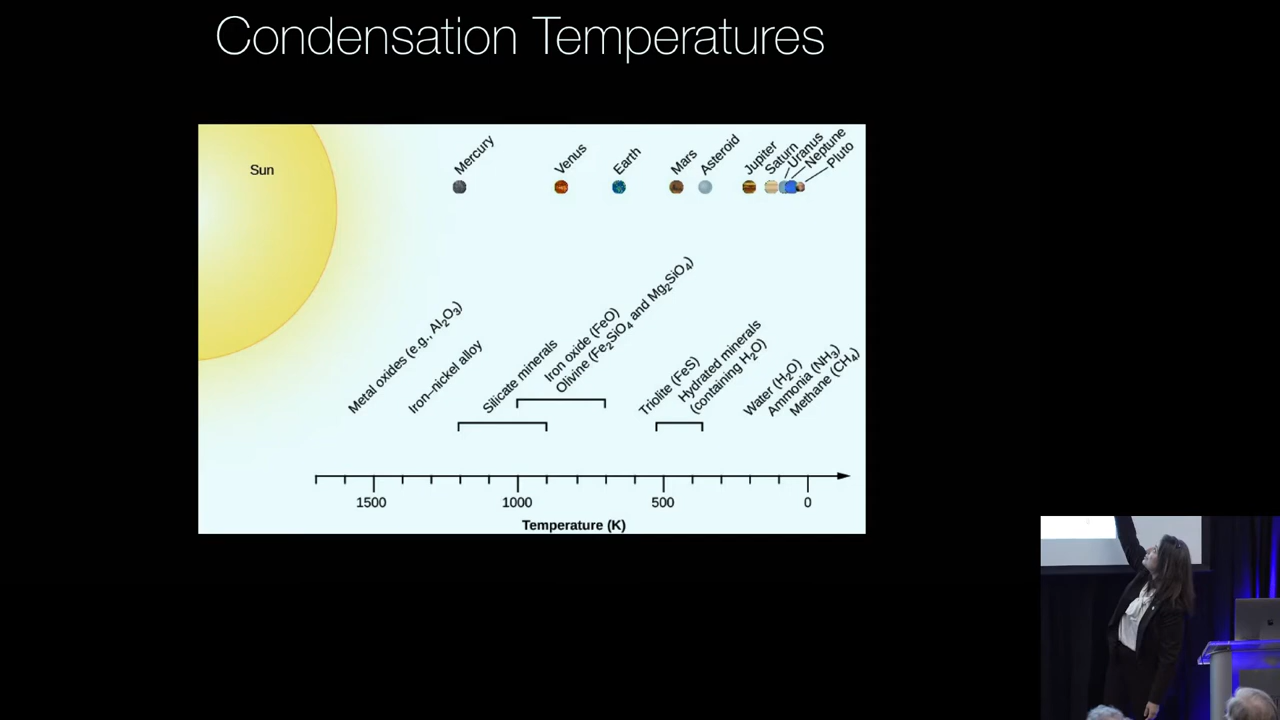 Condensation Temperatures
Sun
Mercury
Venus
Earth
Mars
Asteroid
Jupiter
Saturn
Uranus
Neptune
Pluto
Metal oxides (e.g., Al₂O₃)
Iron–nickel alloy
Silicate minerals
Iron oxide (FeO)
Olivine (Fe₂SiO₄ and Mg₂SiO₄)
Triolite (FeS)
Hydrated minerals
(containing H₂O)
Water (H₂O)
Ammonia (NH₃)
Methane (CH₄)
1500 1000 500 0
Temperature (K)